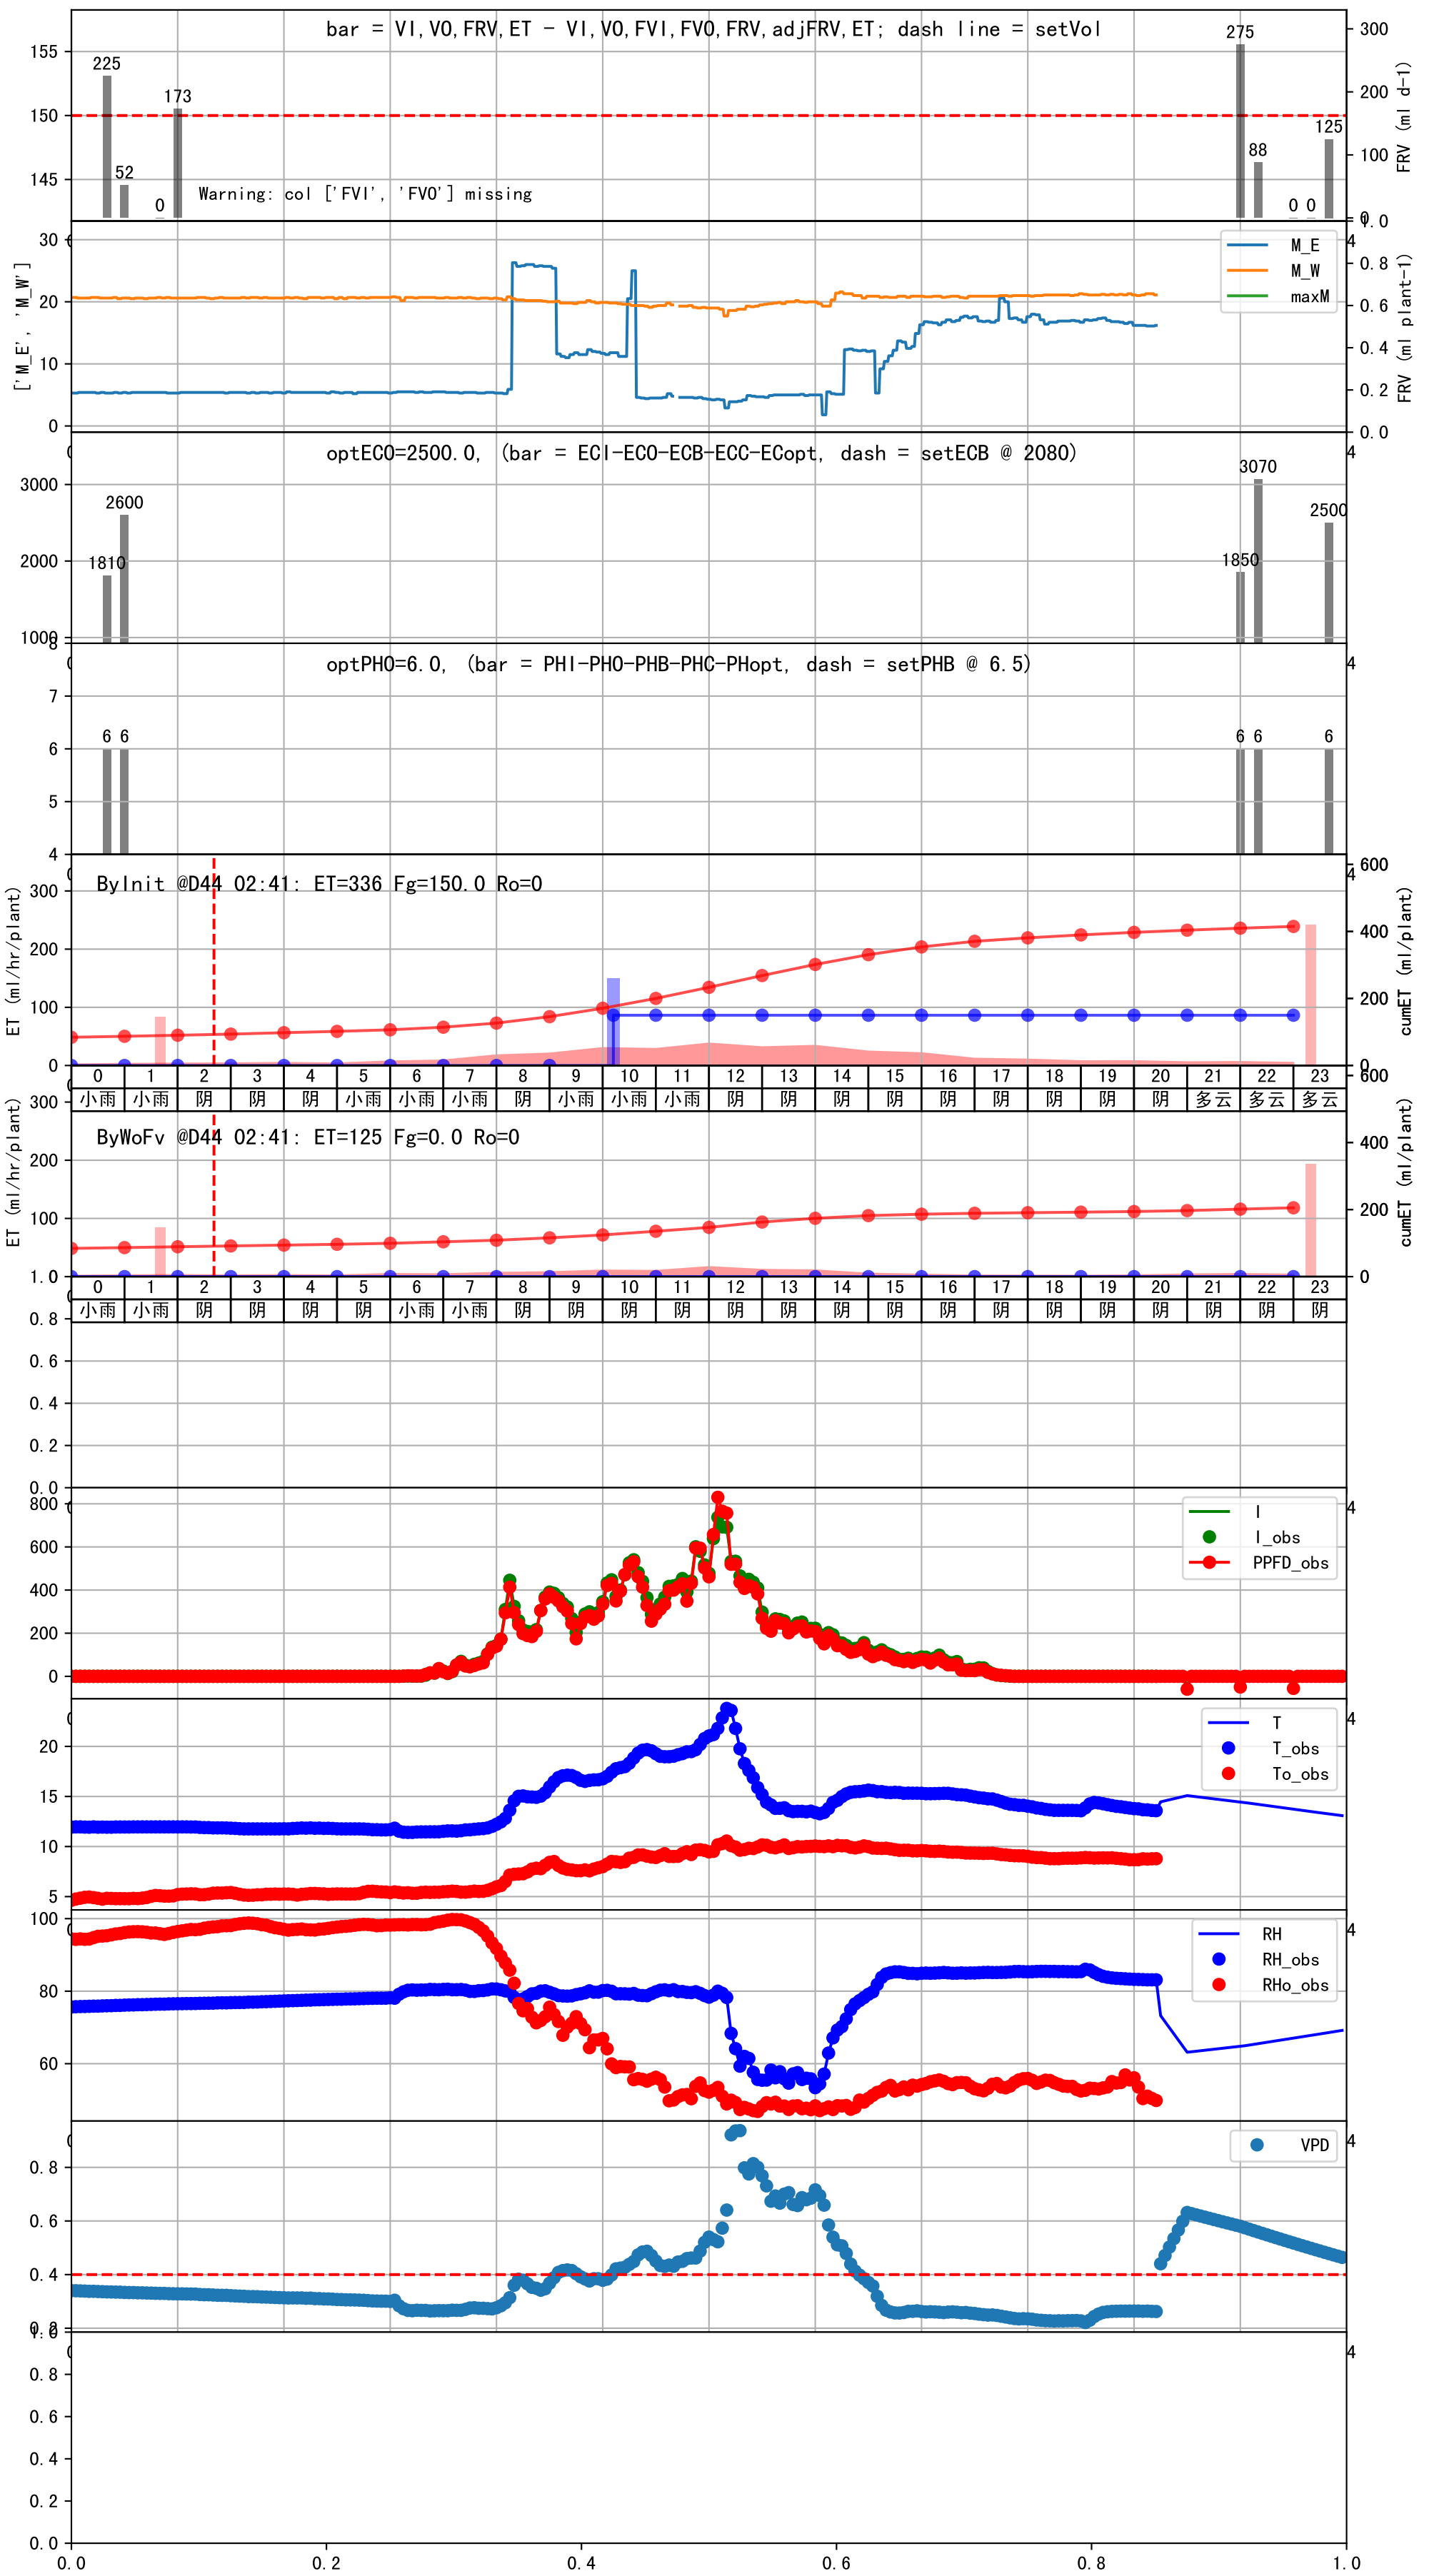 bar = VI,VO,FRV,ET - VI,VO,FVI,FVO,FRV,adjFRV,ET; dash line = setVol
155
150
145
225
52
0
173
275
88
0
0
125
Warning: col ['FVI', 'FVO'] missing
300
200
100
0
FRV (ml d-1)
['M_E', 'M_W']
30
20
10
0
M_E
M_W
maxM
1.0
0.8
0.6
0.4
0.2
0.0
FRV (ml plant-1)
optECO=2500.0, (bar = ECI-ECO-ECB-ECC-ECopt, dash = setECB @ 2080)
3000
2000
1000
1810
2600
1850
3070
2500
optPHO=6.0, (bar = PHI-PHO-PHB-PHC-PHopt, dash = setPHB @ 6.5)
8
7
6
5
4
6
6
6
6
6
ByInit @D44 02:41: ET=336 Fg=150.0 Ro=0
ET (ml/hr/plant)
300
200
100
0
600
400
200
0
cumET (ml/plant)
0 1 2 3 4 5 6 7 8 9 10 11 12 13 14 15 16 17 18 19 20 21 22 23
小雨 小雨 阴 阴 阴 小雨 小雨 小雨 阴 小雨 小雨 小雨 阴 阴 阴 阴 阴 阴 阴 阴 阴 多云 多云 多云
ByWoFv @D44 02:41: ET=125 Fg=0.0 Ro=0
ET (ml/hr/plant)
300
200
100
600
400
200
0
cumET (ml/plant)
0 1 2 3 4 5 6 7 8 9 10 11 12 13 14 15 16 17 18 19 20 21 22 23
小雨 小雨 阴 阴 阴 阴 小雨 小雨 阴 阴 阴 阴 阴 阴 阴 阴 阴 阴 阴 阴 阴 阴 阴 阴
1.0
0.8
0.6
0.4
0.2
0.0
800
600
400
200
0
I
I_obs
PPFD_obs
20
15
10
5
T
T_obs
To_obs
100
80
60
RH
RH_obs
RHo_obs
0.8
0.6
0.4
0.2
VPD
1.0
0.8
0.6
0.4
0.2
0.0
0.0 0.2 0.4 0.6 0.8 1.0